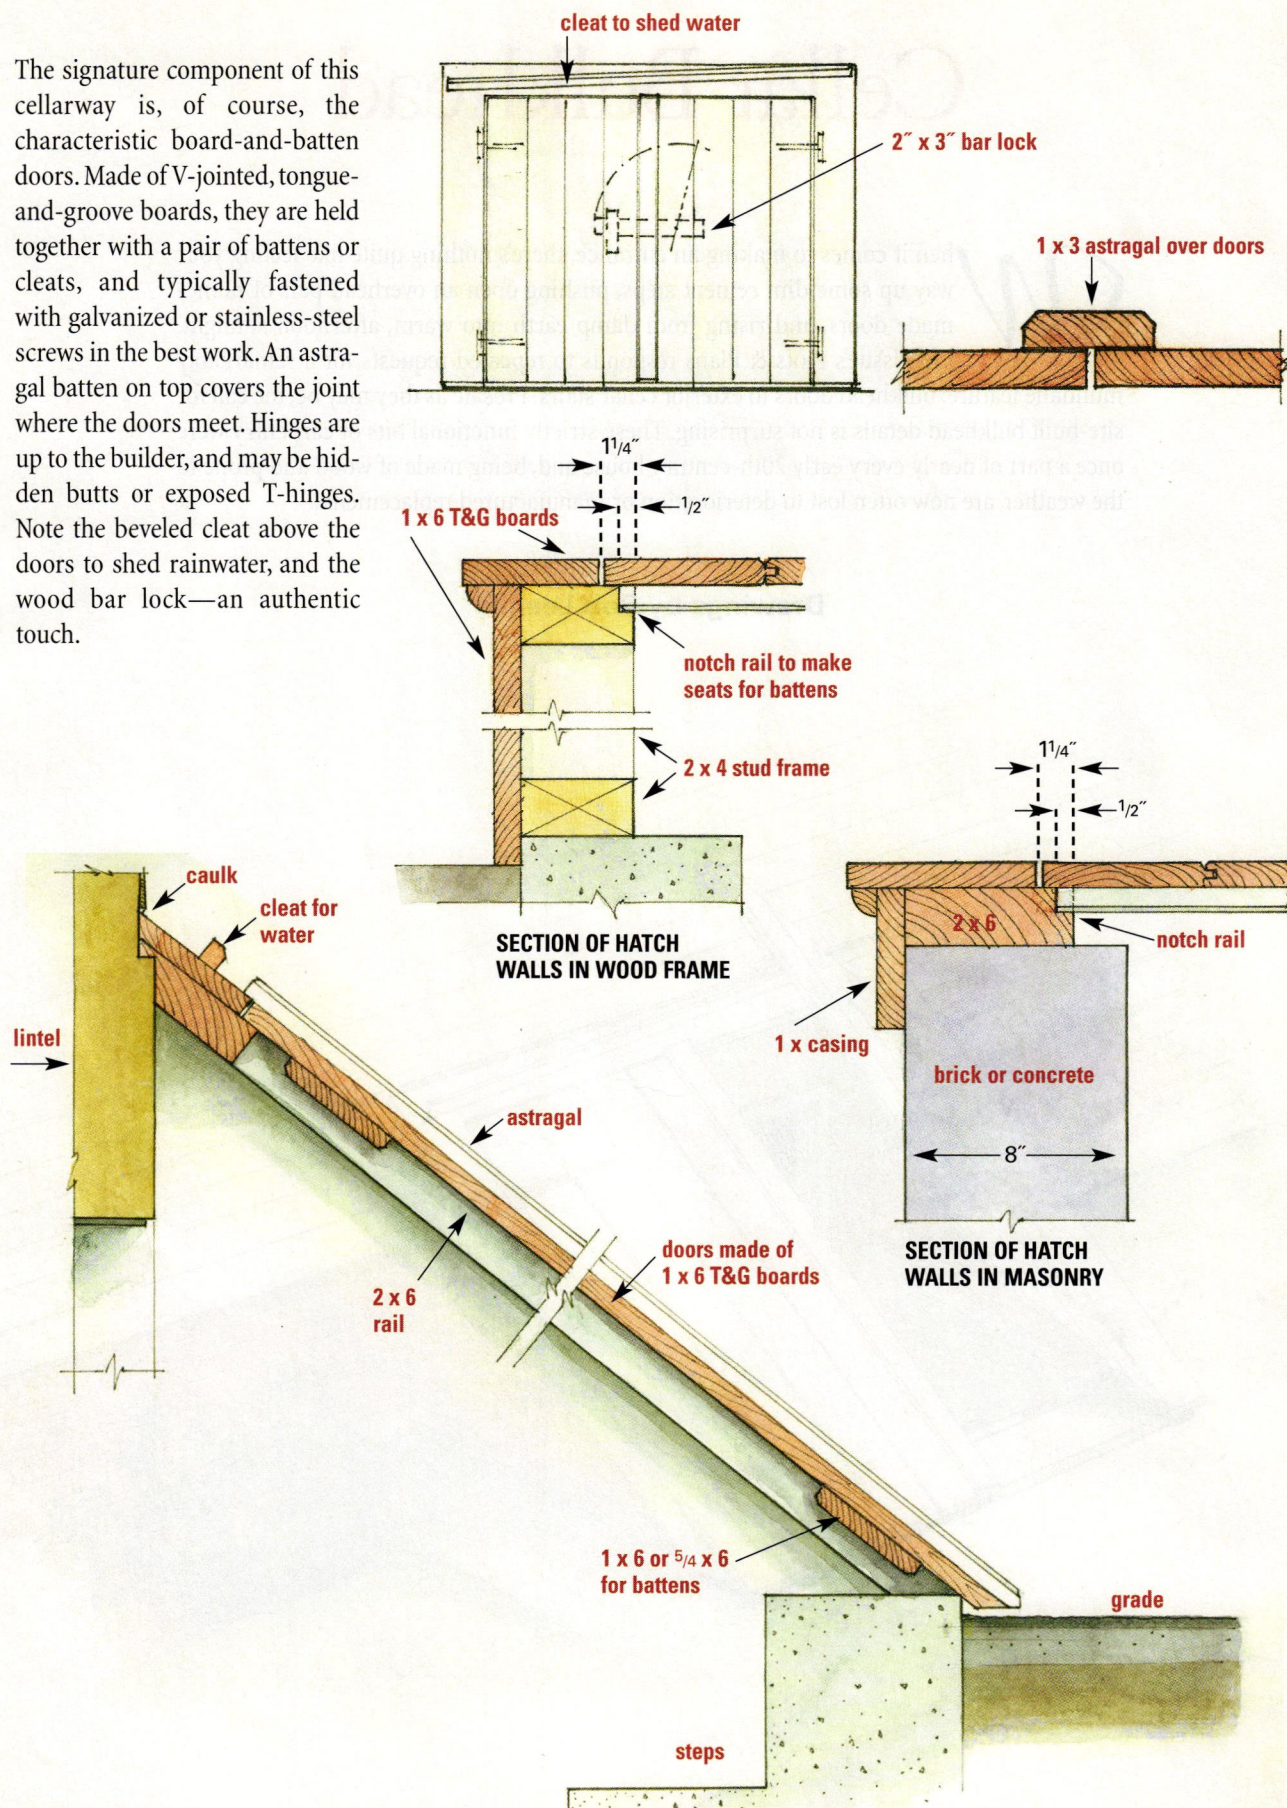 The signature component of this
cellarway is, of course, the
characteristic board-and-batten
doors. Made of V-jointed, tongue-
and-groove boards, they are held
together with a pair of battens or
cleats, and typically fastened
with galvanized or stainless-steel
screws in the best work. An astra-
gal batten on top covers the joint
where the doors meet. Hinges are
up to the builder, and may be hid-
den butts or exposed T-hinges.
Note the beveled cleat above the
doors to shed rainwater, and the
wood bar lock—an authentic
touch.
cleat to shed water
2″ x 3″ bar lock
1 x 3 astragal over doors
1 1/4″
1/2″
1 x 6 T&G boards
notch rail to make
seats for battens
2 x 4 stud frame
SECTION OF HATCH
WALLS IN WOOD FRAME
1 1/4″
1/2″
2 x 6
notch rail
1 x casing
brick or concrete
8″
SECTION OF HATCH
WALLS IN MASONRY
caulk
cleat for
water
lintel
astragal
2 x 6
rail
doors made of
1 x 6 T&G boards
1 x 6 or 5/4 x 6
for battens
grade
steps